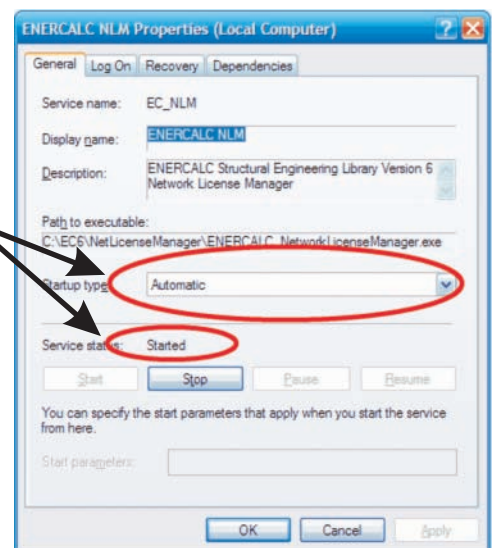 ENERCALC NLM Properties (Local Computer)
General Log On Recovery Dependencies
Service name: EC_NLM
Display name: ENERCALC NLM
Description: ENERCALC Structural Engineering Library Version 6
Network License Manager
Path to executable:
C:\EC6\NetLicenseManager\ENERCALC_NetworkLicenseManager.exe
Startup type: Automatic
Service status: Started
Start Stop Pause Resume
You can specify the start parameters that apply when you start the service
from here.
Start parameters:
OK Cancel Apply